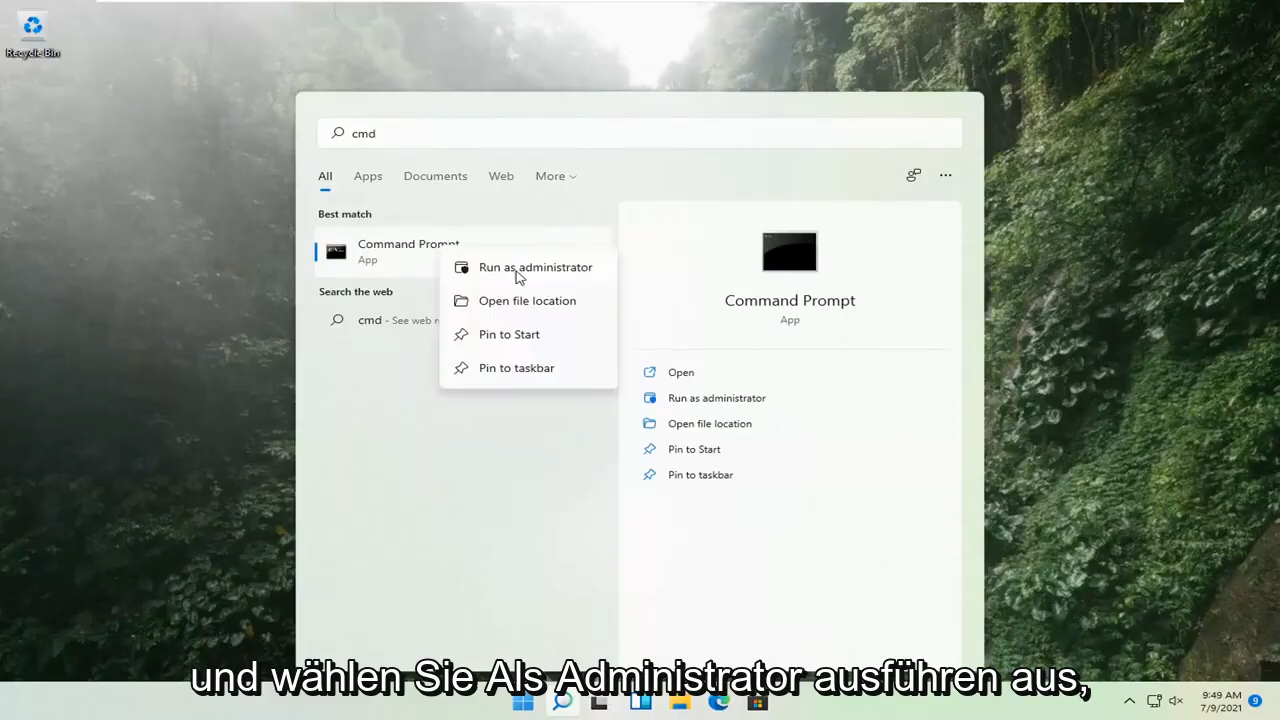 Recycle Bin
cmd
All Apps Documents Web More
Best match
Command Prompt
App
Search the web
cmd - See web
Run as administrator
Open file location
Pin to Start
Pin to taskbar
Command Prompt
App
Open
Run as administrator
Open file location
Pin to Start
Pin to taskbar
und wählen Sie Als Administrator ausführen aus,
9:49 AM
7/9/2021
9